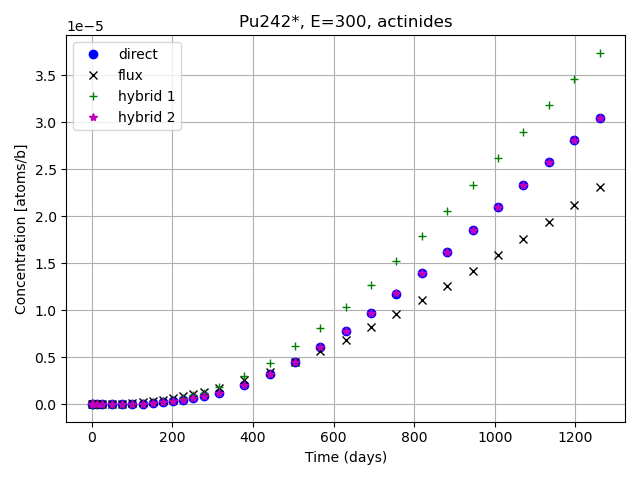 Pu242*, E=300, actinides
1e−5
direct
flux
hybrid 1
hybrid 2
3.5
3.0
2.5
2.0
1.5
1.0
0.5
0.0
Concentration [atoms/b]
0 200 400 600 800 1000 1200
Time (days)